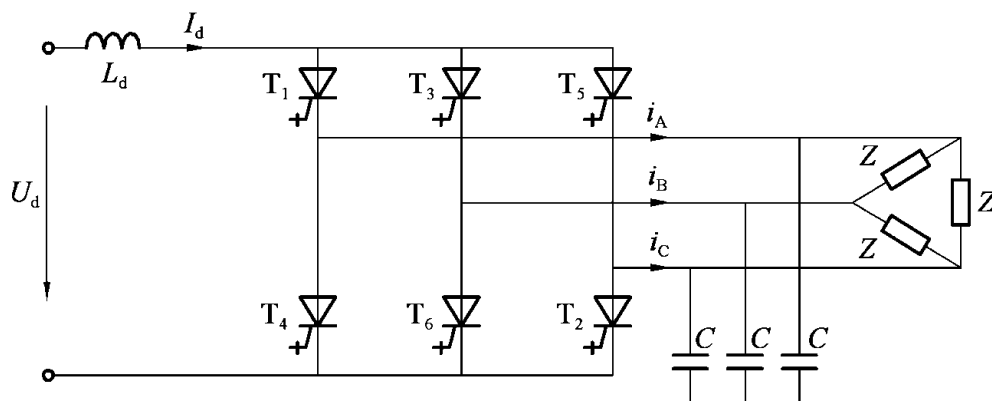 I_d
L_d
T_1
T_3
T_5
i_A
Z
U_d
i_B
Z
Z
i_C
T_4
T_6
T_2
C
C
C